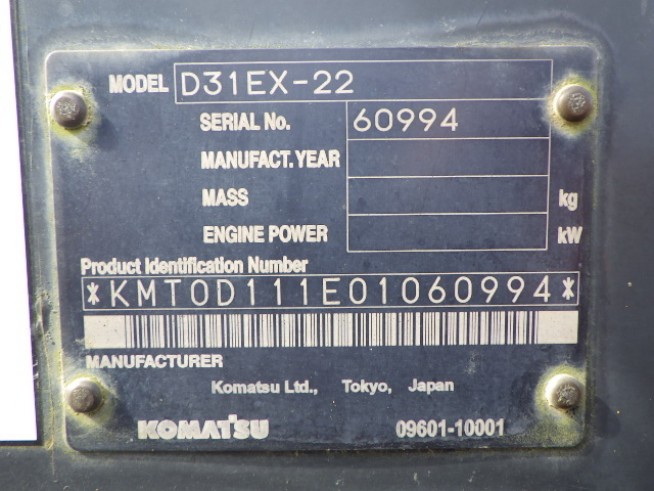 MODEL D31EX-22
SERIAL No. 60994
MANUFACT. YEAR
MASS kg
ENGINE POWER kW
Product Identification Number
*KMT0D111E01060994*
MANUFACTURER
Komatsu Ltd., Tokyo, Japan
KOMATSU 09601-10001